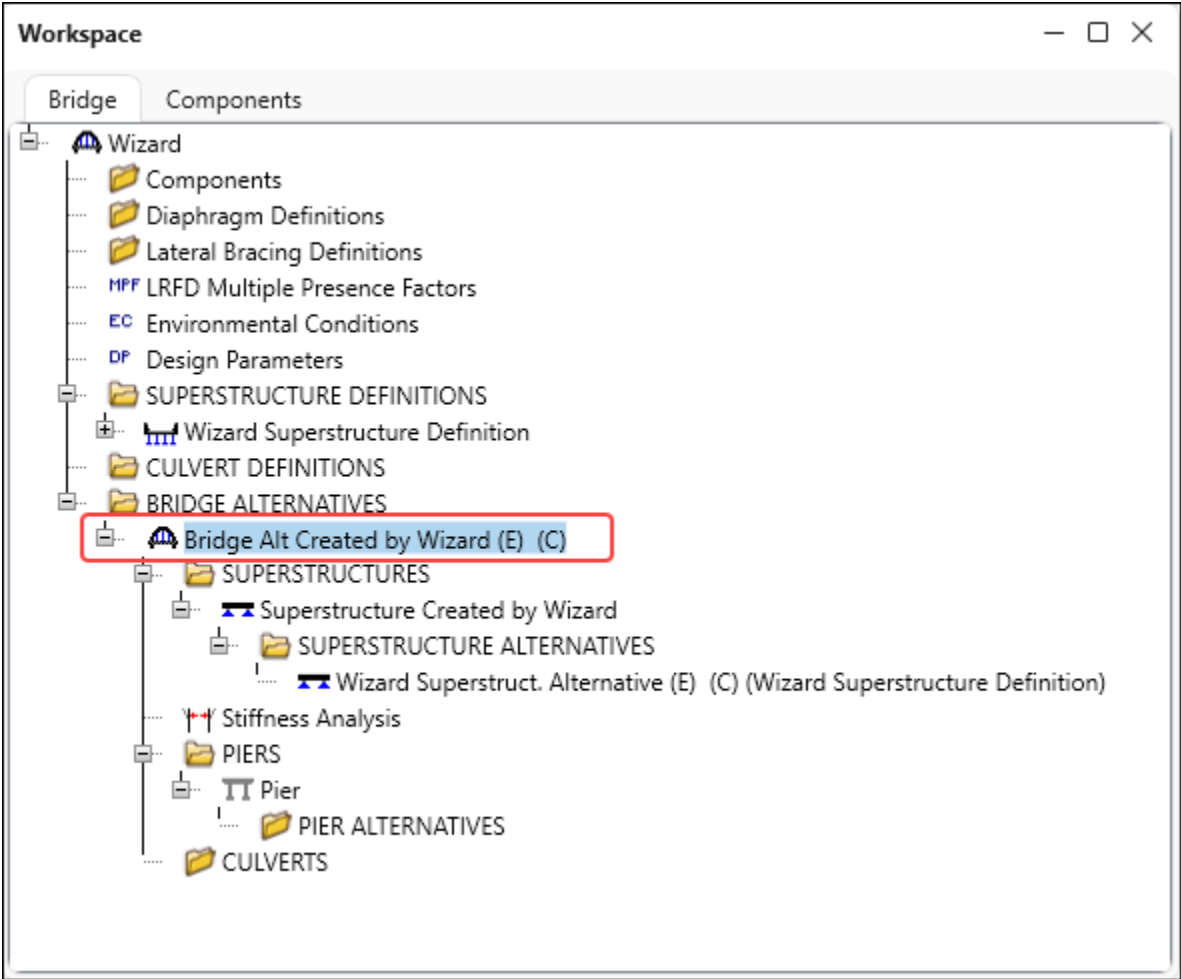 Workspace
Bridge Components
Wizard
Components
Diaphragm Definitions
Lateral Bracing Definitions
MPF LRFD Multiple Presence Factors
EC Environmental Conditions
DP Design Parameters
SUPERSTRUCTURE DEFINITIONS
Wizard Superstructure Definition
CULVERT DEFINITIONS
BRIDGE ALTERNATIVES
Bridge Alt Created by Wizard (E) (C)
SUPERSTRUCTURES
Superstructure Created by Wizard
SUPERSTRUCTURE ALTERNATIVES
Wizard Superstruct. Alternative (E) (C) (Wizard Superstructure Definition)
Stiffness Analysis
PIERS
Pier
PIER ALTERNATIVES
CULVERTS